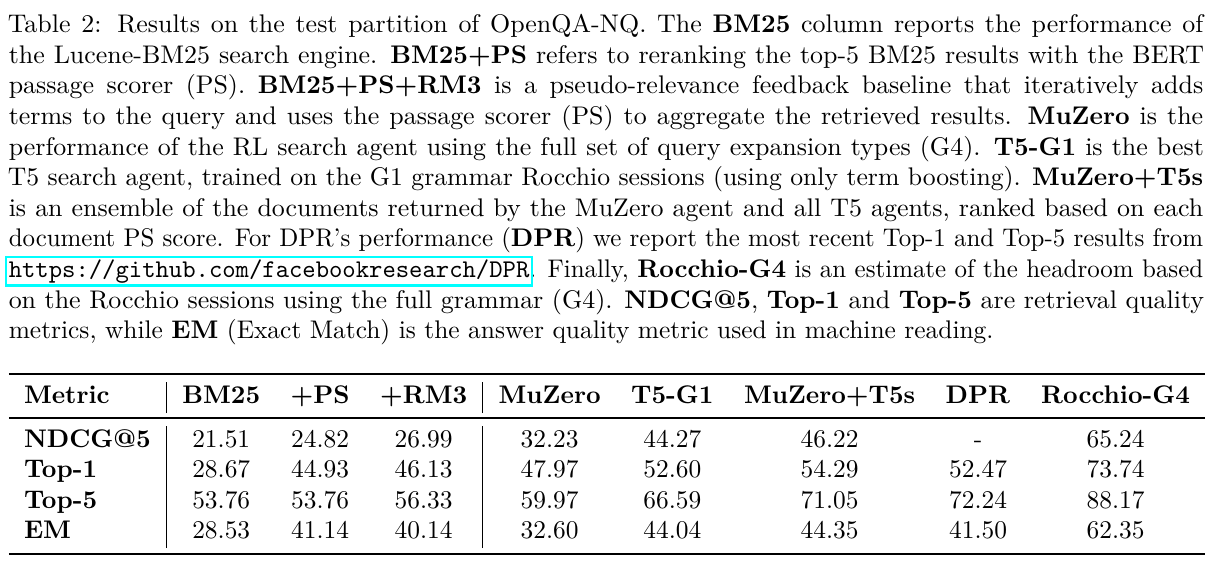 Table 2: Results on the test partition of OpenQA-NQ. The BM25 column reports the performance of
the Lucene-BM25 search engine. BM25+PS refers to reranking the top-5 BM25 results with the BERT
passage scorer (PS). BM25+PS+RM3 is a pseudo-relevance feedback baseline that iteratively adds
terms to the query and uses the passage scorer (PS) to aggregate the retrieved results. MuZero is the
performance of the RL search agent using the full set of query expansion types (G4). T5-G1 is the best
T5 search agent, trained on the G1 grammar Rocchio sessions (using only term boosting). MuZero+T5s
is an ensemble of the documents returned by the MuZero agent and all T5 agents, ranked based on each
document PS score. For DPR's performance (DPR) we report the most recent Top-1 and Top-5 results from
https://github.com/facebookresearch/DPR. Finally, Rocchio-G4 is an estimate of the headroom based
on the Rocchio sessions using the full grammar (G4). NDCG@5, Top-1 and Top-5 are retrieval quality
metrics, while EM (Exact Match) is the answer quality metric used in machine reading.
Metric BM25 +PS +RM3 MuZero T5-G1 MuZero+T5s DPR Rocchio-G4
NDCG@5 21.51 24.82 26.99 32.23 44.27 46.22 - 65.24
Top-1 28.67 44.93 46.13 47.97 52.60 54.29 52.47 73.74
Top-5 53.76 53.76 56.33 59.97 66.59 71.05 72.24 88.17
EM 28.53 41.14 40.14 32.60 44.04 44.35 41.50 62.35